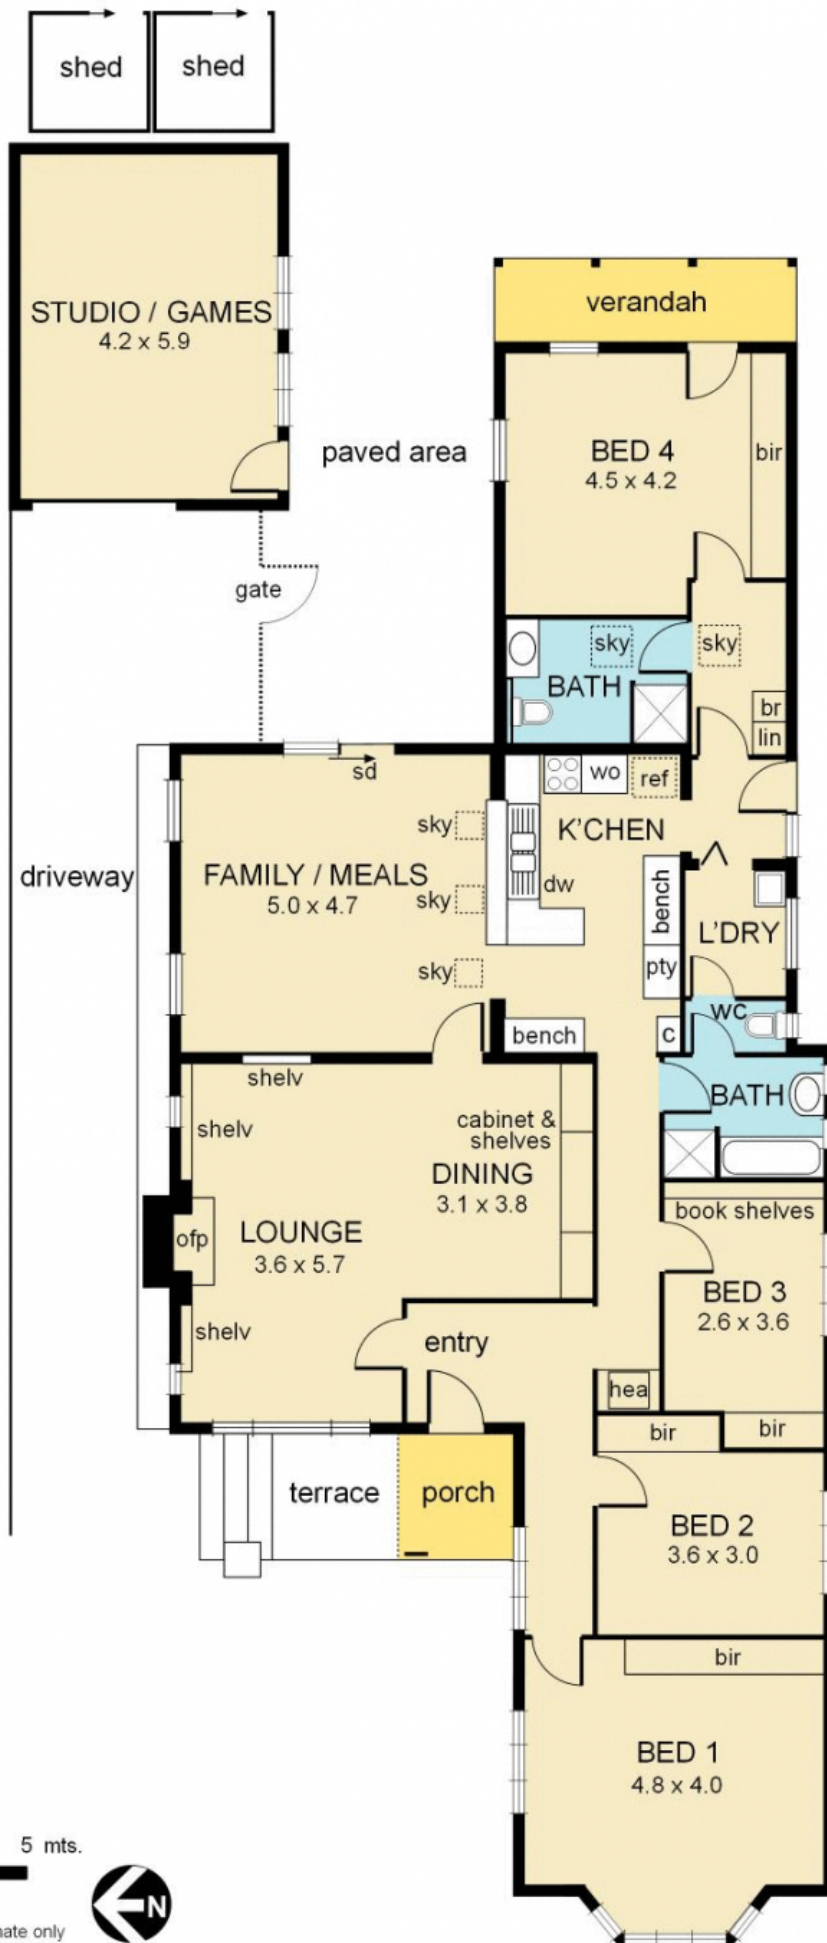 shed
shed
STUDIO / GAMES
4.2 x 5.9
verandah
paved area
BED 4
4.5 x 4.2
bir
gate
sky
sky
BATH
br
lin
sd
wo
ref
sky
K'CHEN
driveway
FAMILY / MEALS
5.0 x 4.7
sky
dw
bench
L'DRY
sky
pty
wc
bench
c
shelv
BATH
shelv
cabinet &
shelves
DINING
3.1 x 3.8
book shelves
ofp
LOUNGE
3.6 x 5.7
BED 3
2.6 x 3.6
shelv
entry
hea
bir
bir
terrace
porch
BED 2
3.6 x 3.0
bir
BED 1
4.8 x 4.0
5 mts.
N
only